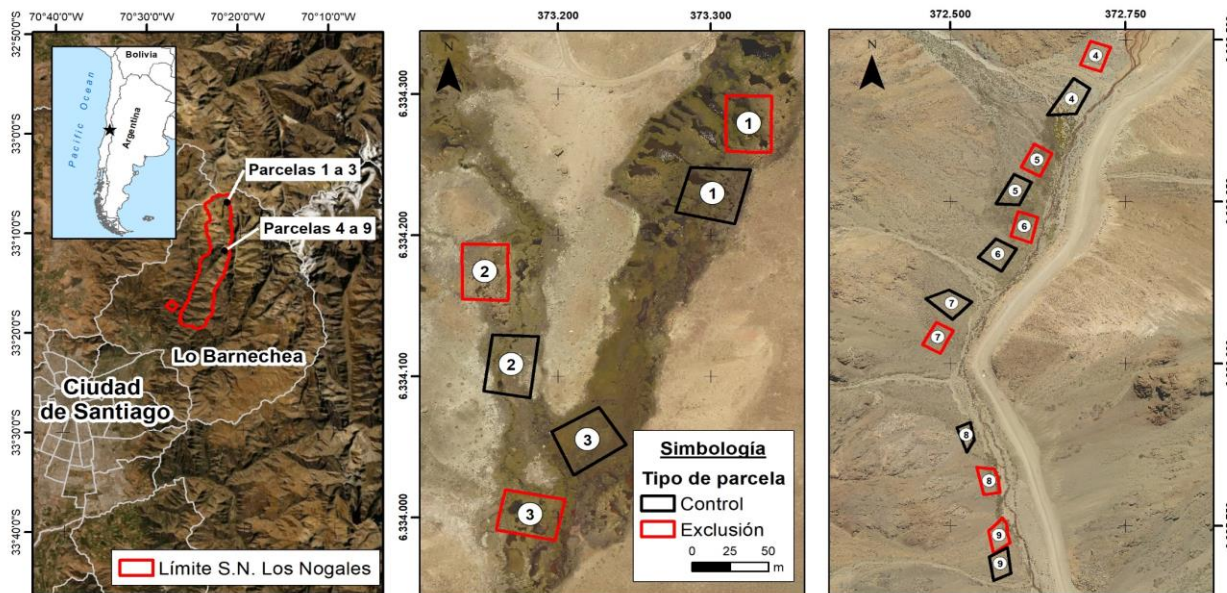 70°40'0"O 70°30'0"O 70°20'0"O 70°10'0"O
32°50'0"S
33°0'0"S
33°10'0"S
33°20'0"S
33°30'0"S
33°40'0"S
Bolivia
Pacific Ocean
Argentina
Parcelas 1 a 3
Parcelas 4 a 9
Lo Barnechea
Ciudad
de Santiago
Límite S.N. Los Nogales
373.200 373.300
6.334.300
6.334.200
6.334.100
6.334.000
N
1
1
2
2
3
3
Simbología
Tipo de parcela
Control
Exclusión
0 25 50
m
372.500 372.750
N
4
4
5
5
6
6
7
7
8
8
9
9